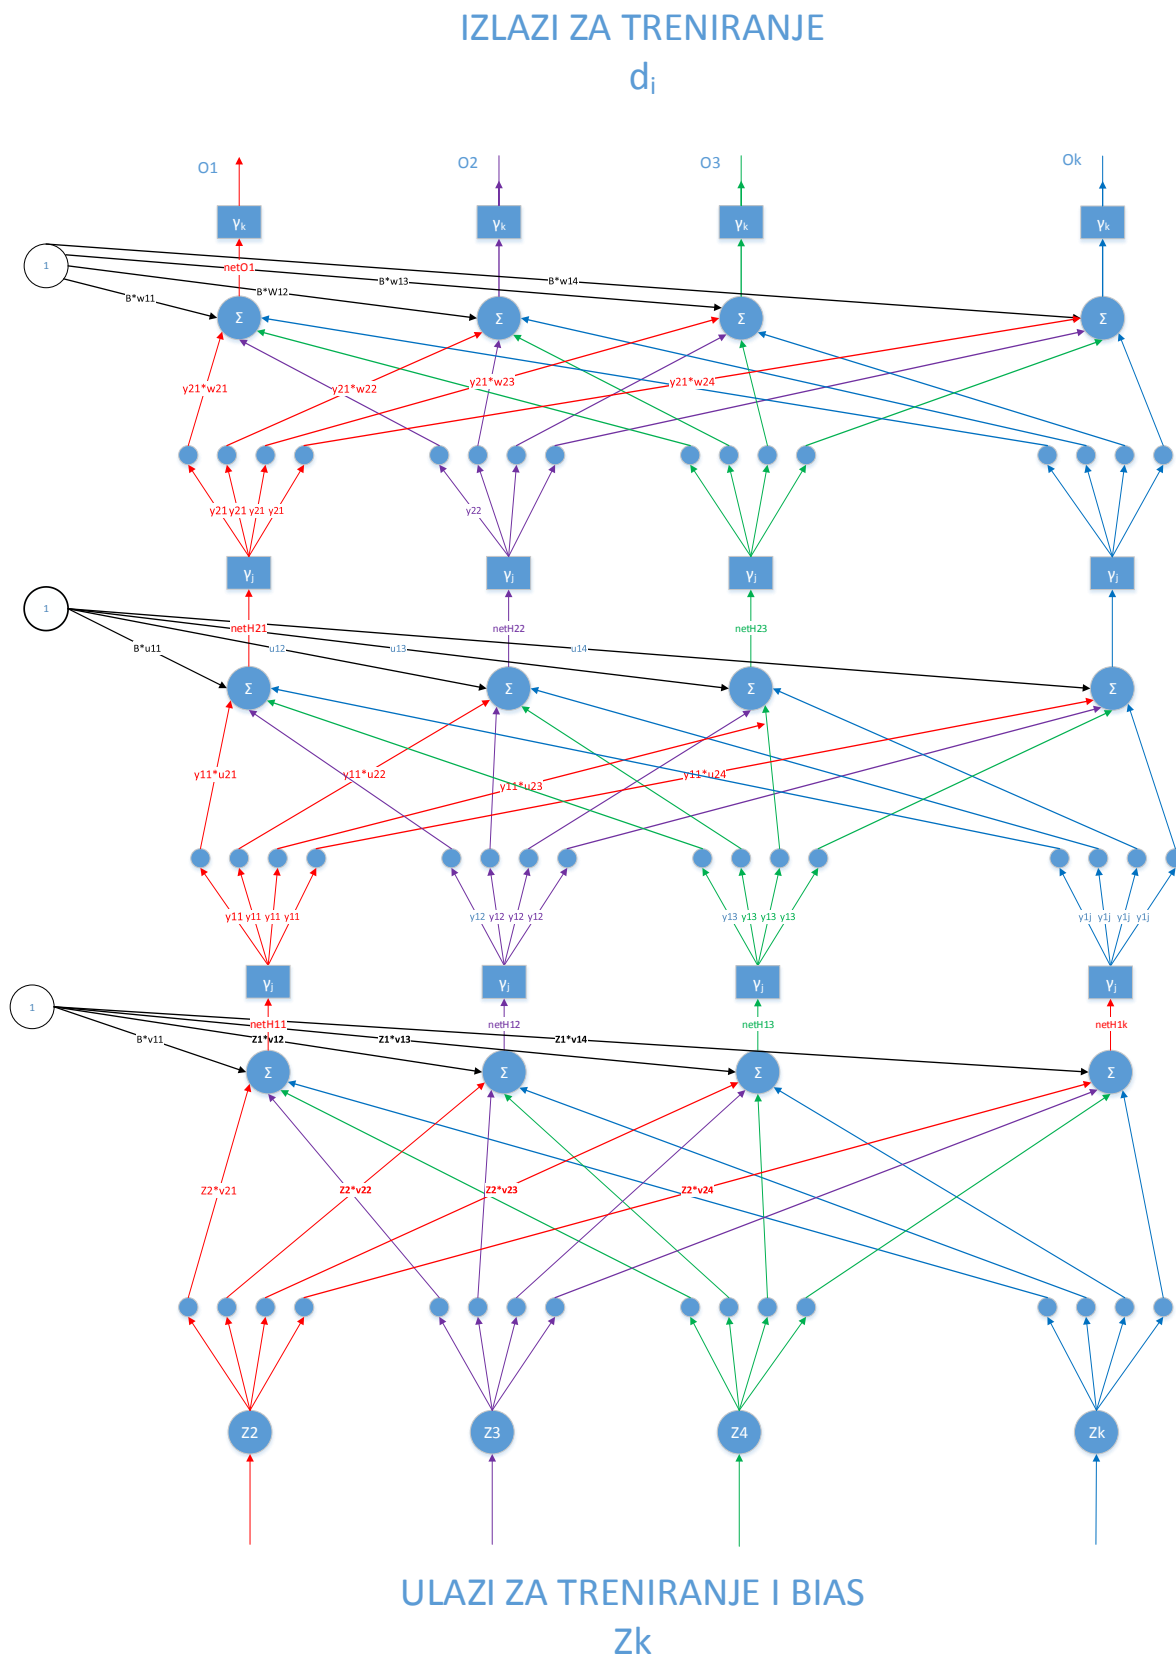 IZLAZI ZA TRENIRANJE
di
O1 O2 O3 Ok
γk γk γk γk
1
netO1 B*w13 B*w14
B*w11 B*W12
Σ Σ Σ Σ
y21*w21 y21*w22 y21*w23 y21*w24
y21 y21 y21 y21 y22
γj γj γj γj
1
netH21 netH22 netH23
B*u11 u12 u13 u14
Σ Σ Σ Σ
y11*u21 y11*u22 y11*u23 y11*u24
y11 y11 y11 y11 y12 y12 y12 y12 y13 y13 y13 y13 y1j y1j y1j y1j
γj γj γj γj
1
netH11 netH12 netH13 netH1k
B*v11 Z1*v12 Z1*v13 Z1*v14
Σ Σ Σ Σ
Z2*v21 Z2*v22 Z2*v23 Z2*v24
Z2 Z3 Z4 Zk
ULAZI ZA TRENIRANJE I BIAS
Zk